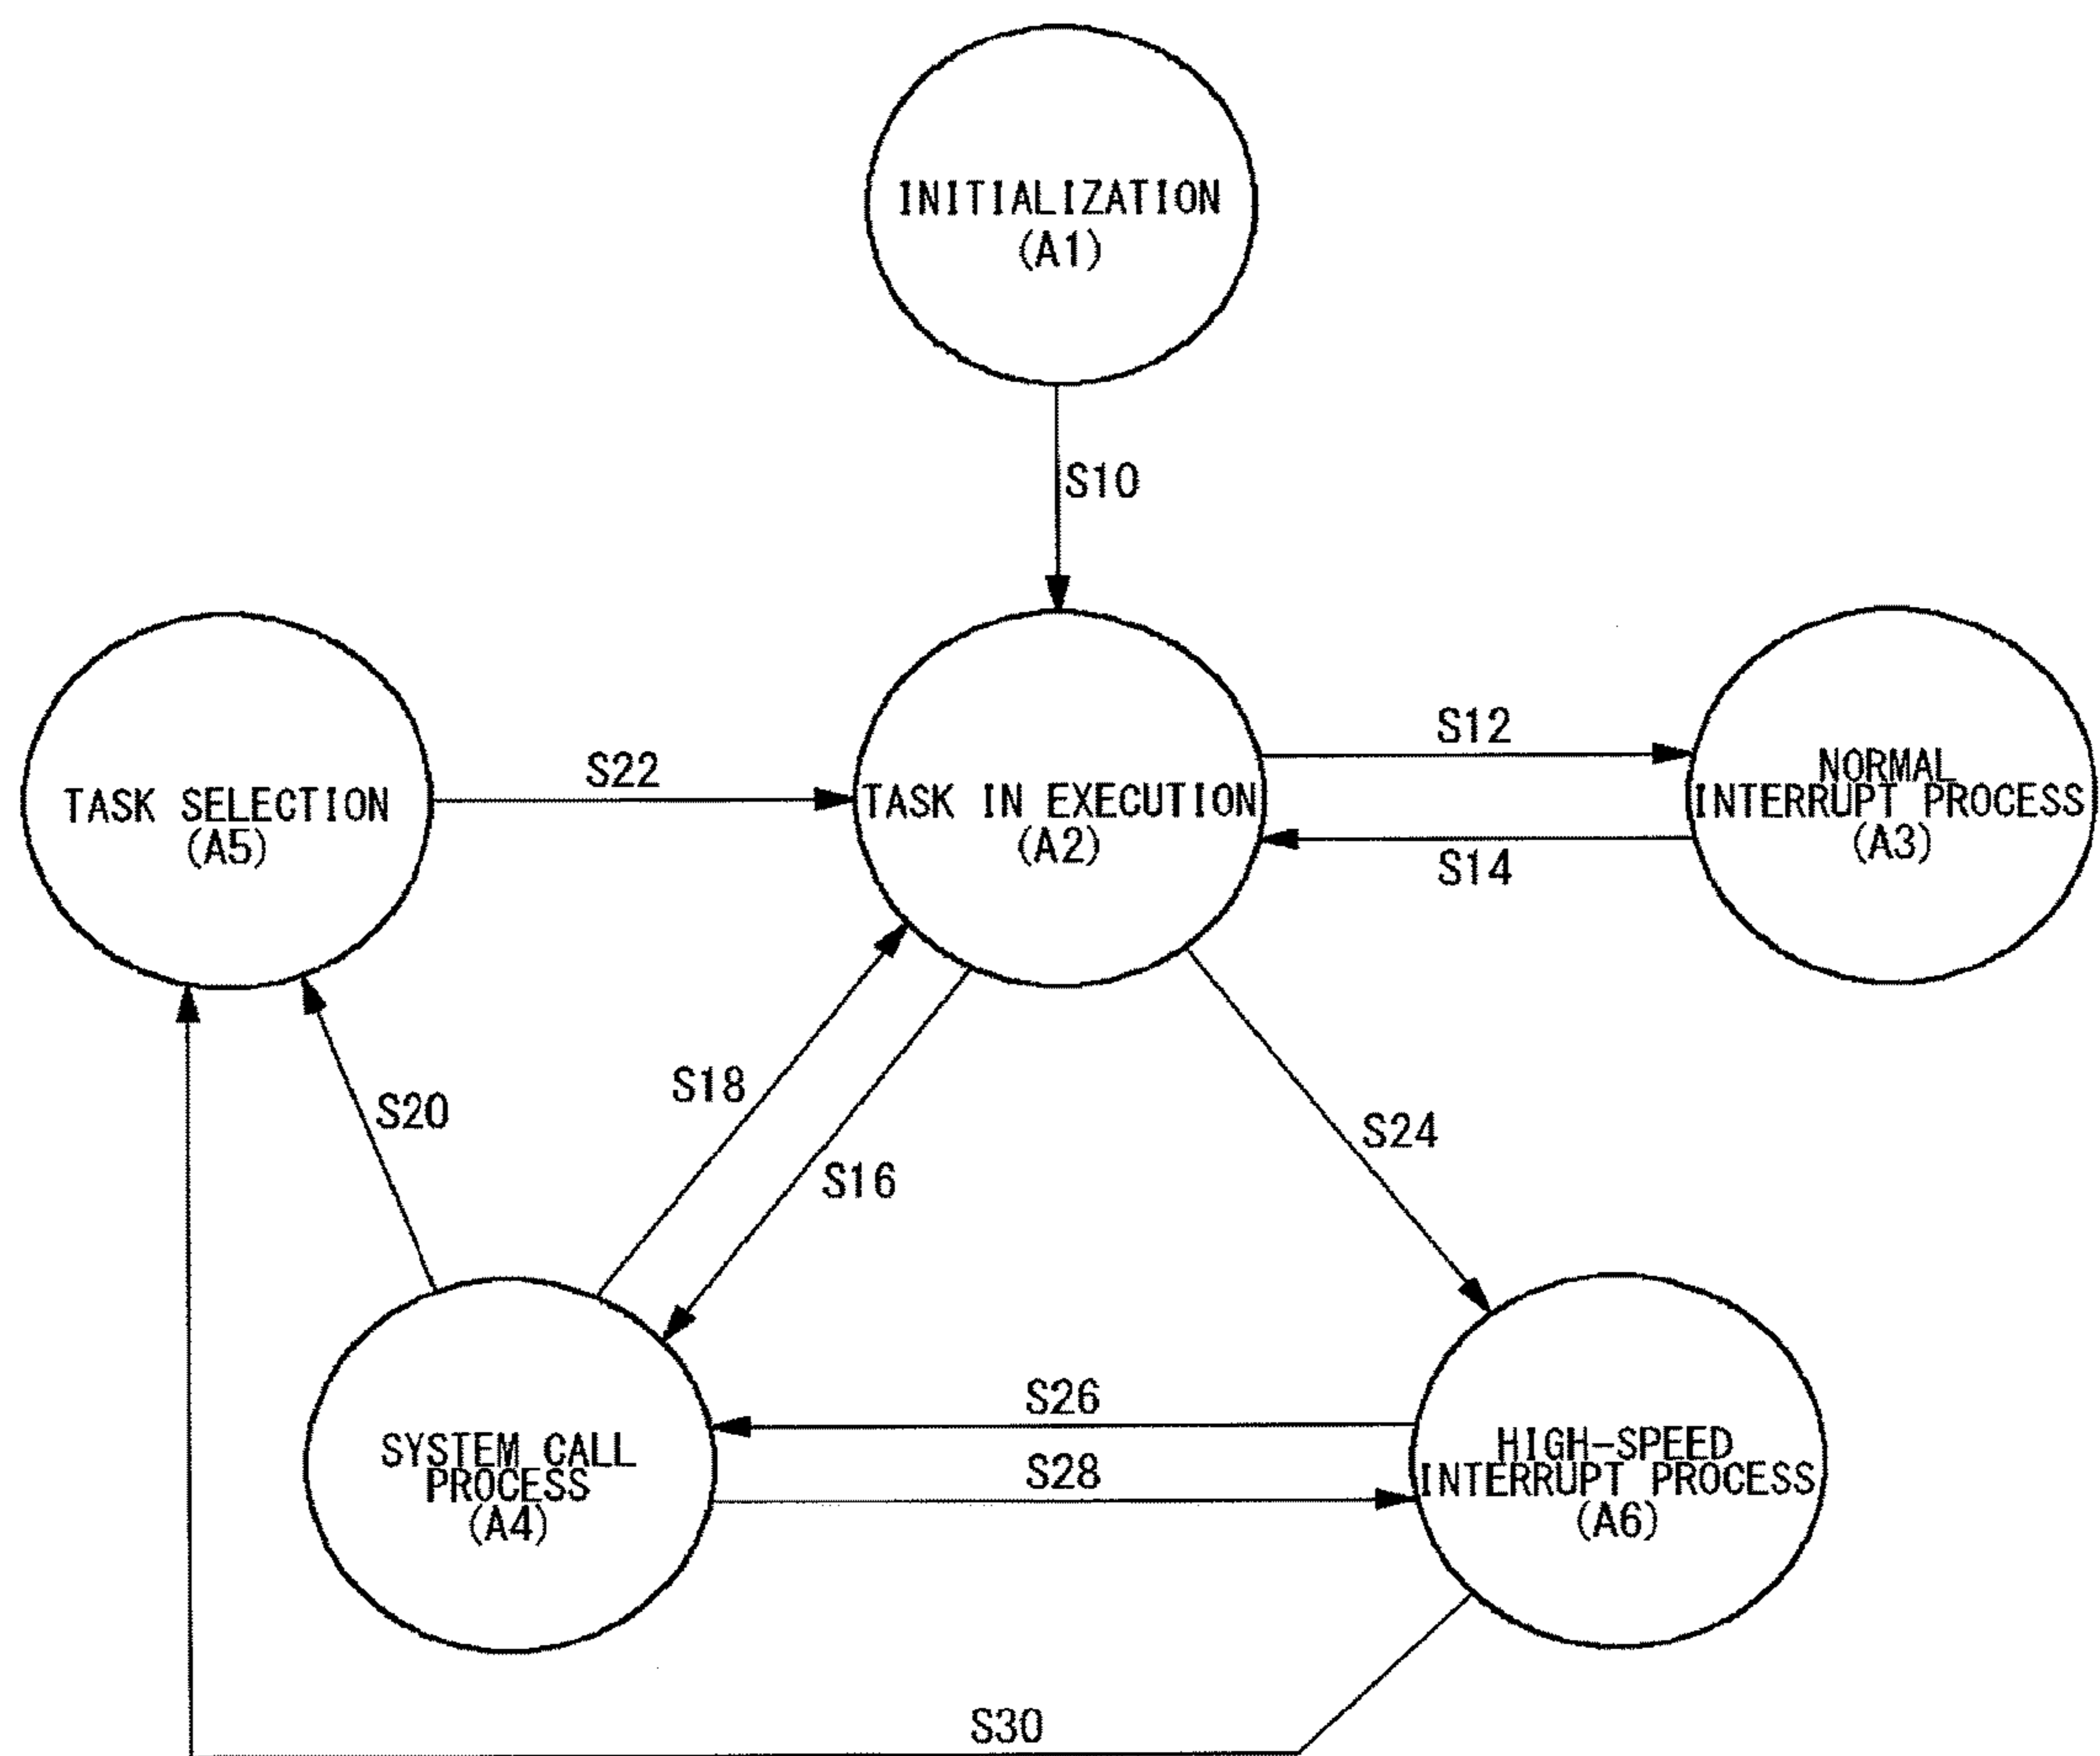 INITIALIZATION
(A1)
S10
TASK SELECTION
(A5)
S22
TASK IN EXECUTION
(A2)
S12
S14
NORMAL
INTERRUPT PROCESS
(A3)
S20
S18
S16
S24
SYSTEM CALL
PROCESS
(A4)
S26
S28
HIGH-SPEED
INTERRUPT PROCESS
(A6)
S30